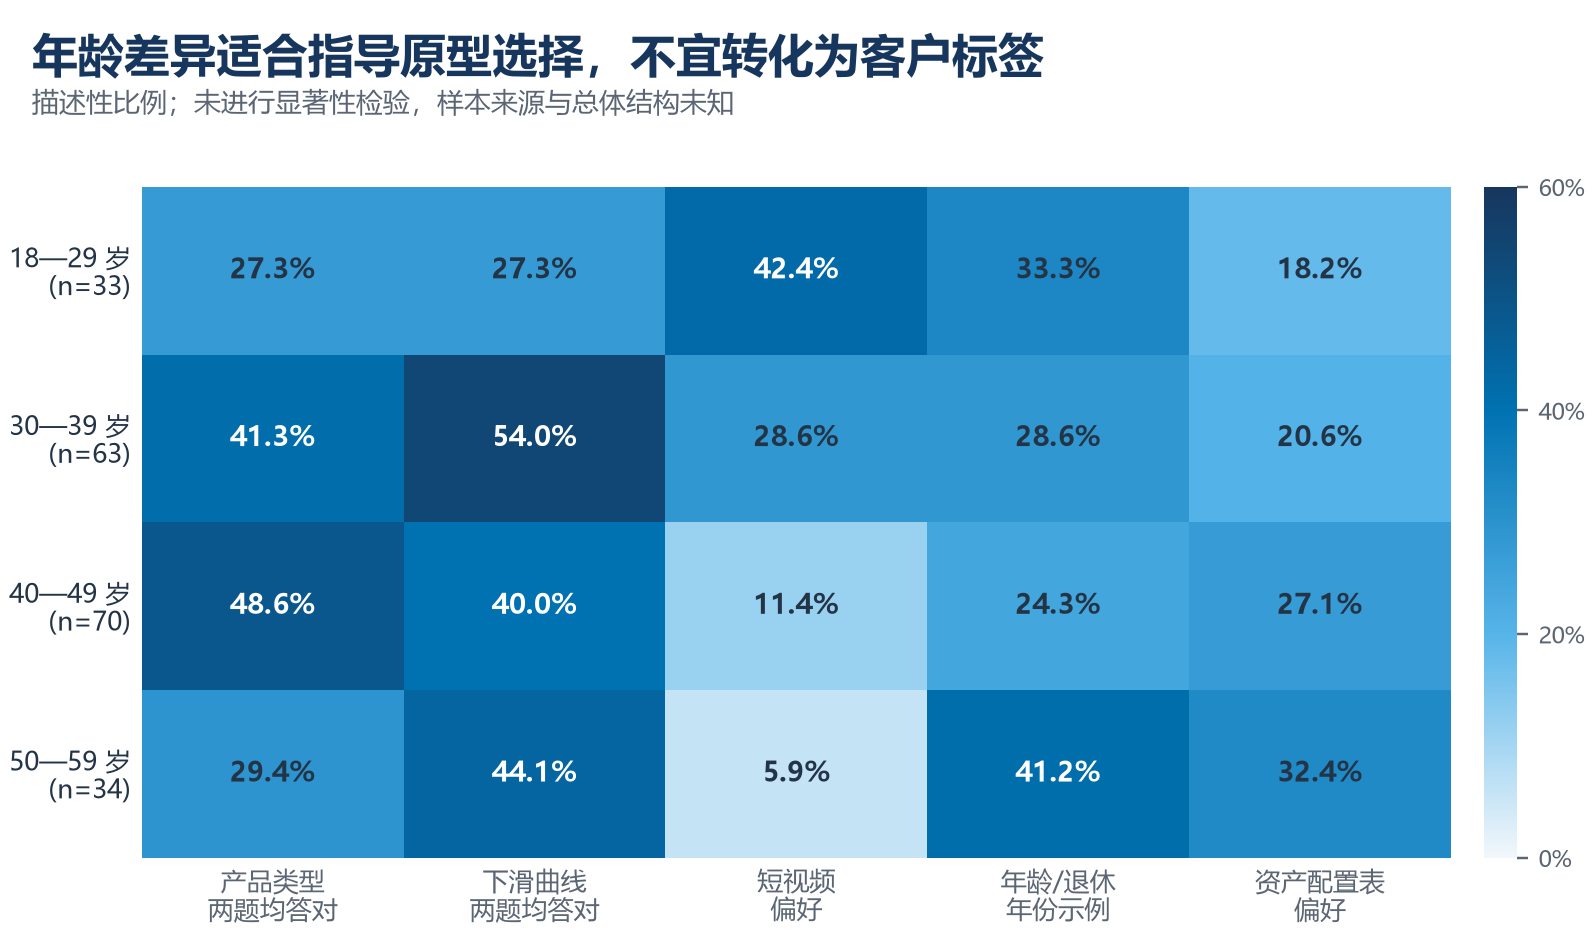 年龄差异适合指导原型选择，不宜转化为客户标签
描述性比例；未进行显著性检验，样本来源与总体结构未知
18—29 岁
(n=33)
27.3%
27.3%
42.4%
33.3%
18.2%
30—39 岁
(n=63)
41.3%
54.0%
28.6%
28.6%
20.6%
40—49 岁
(n=70)
48.6%
40.0%
11.4%
24.3%
27.1%
50—59 岁
(n=34)
29.4%
44.1%
5.9%
41.2%
32.4%
产品类型
两题均答对
下滑曲线
两题均答对
短视频
偏好
年龄/退休
年份示例
资产配置表
偏好
60%
40%
20%
0%